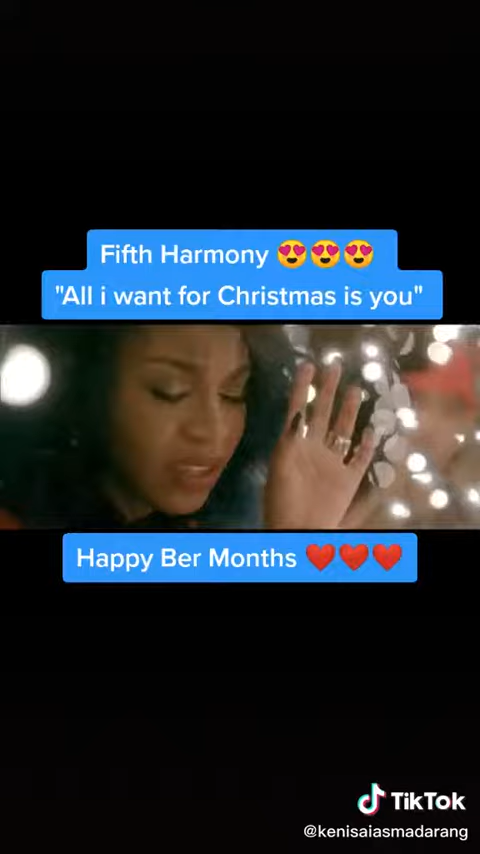 Fifth Harmony 😍😍😍
"All i want for Christmas is you"
Happy Ber Months ❤️❤️❤️
TikTok
@kenisaiasmadarang